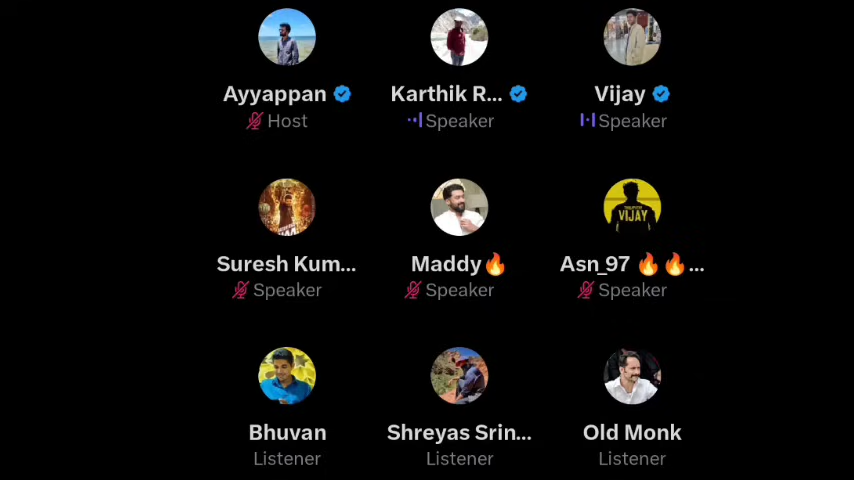 Ayyappan Karthik R... Vijay
Host Speaker Speaker
VIJAY
Suresh Kum... Maddy🔥 Asn_97 🔥🔥...
Speaker Speaker Speaker
Bhuvan Shreyas Srin... Old Monk
Listener Listener Listener